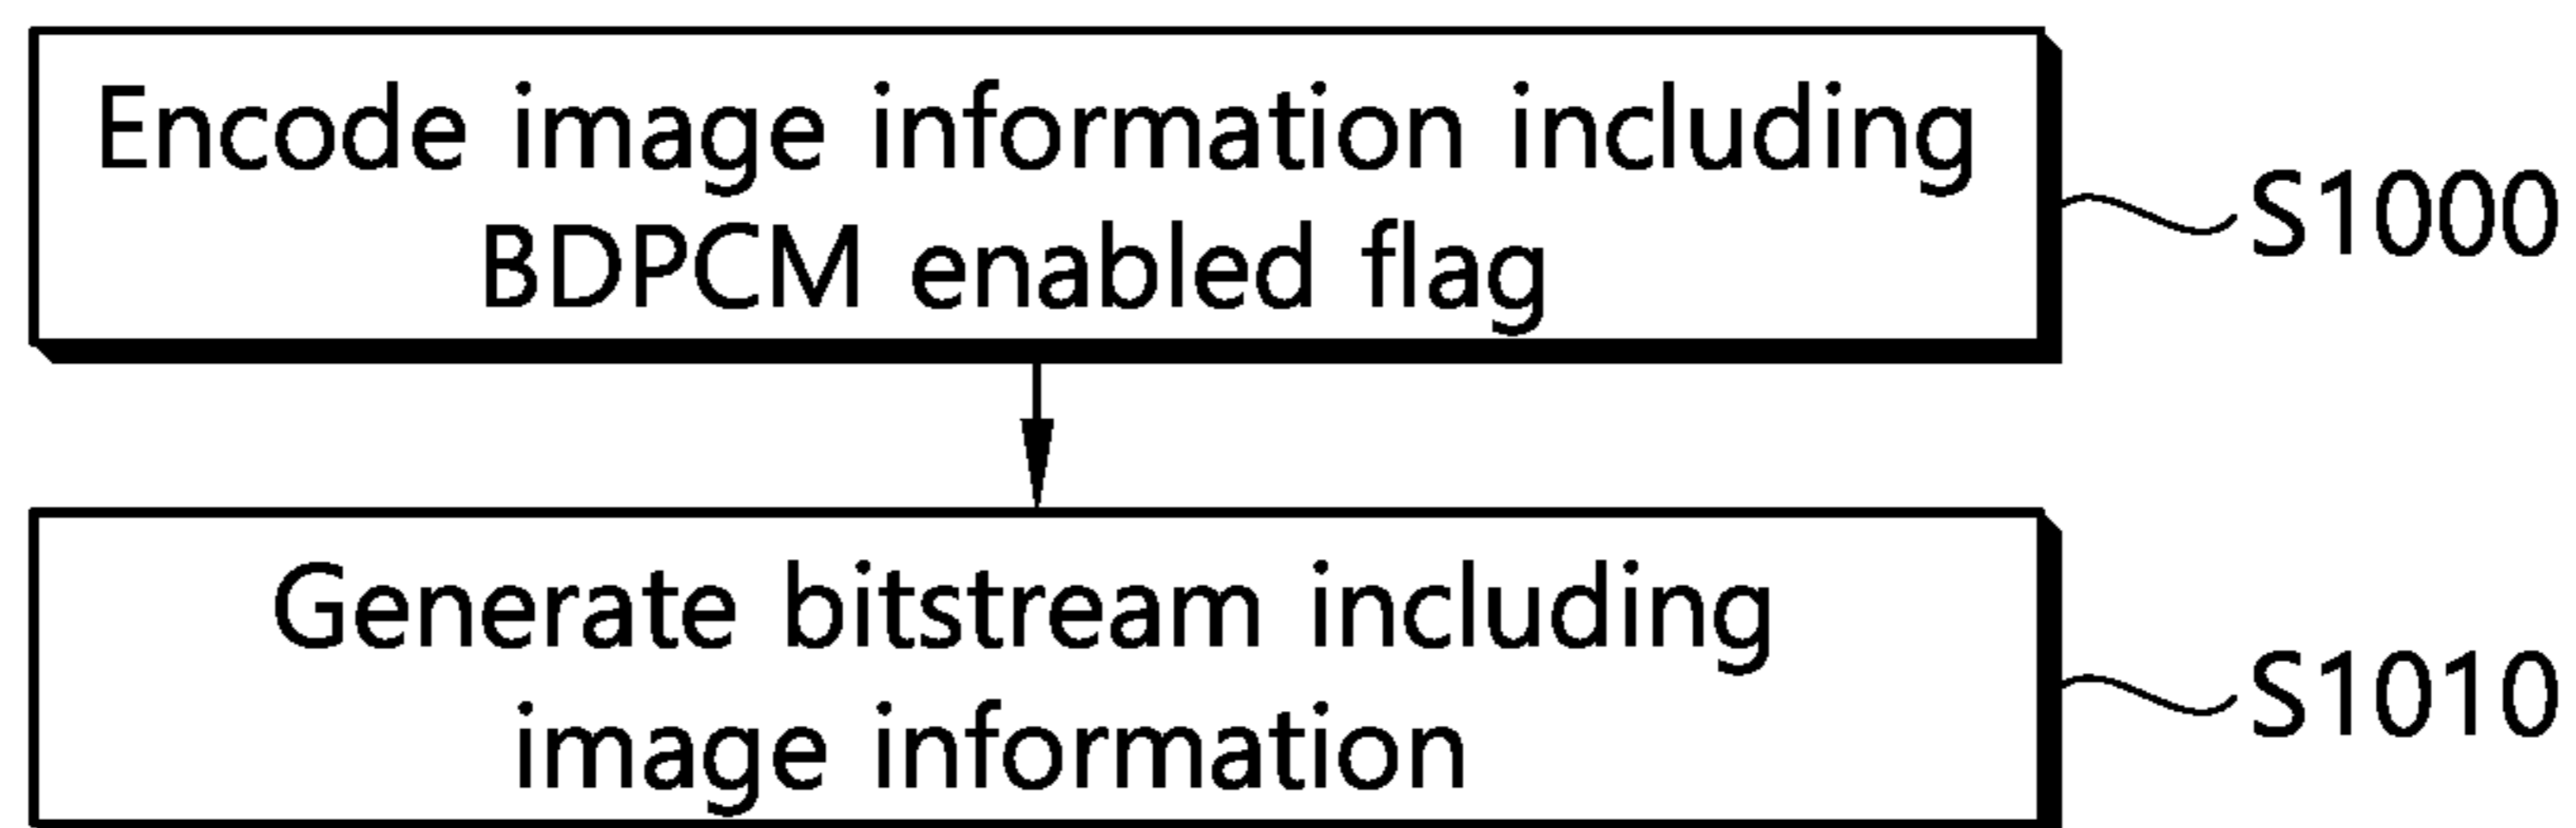 Encode image information including
BDPCM enabled flag
S1000
Generate bitstream including
image information
S1010